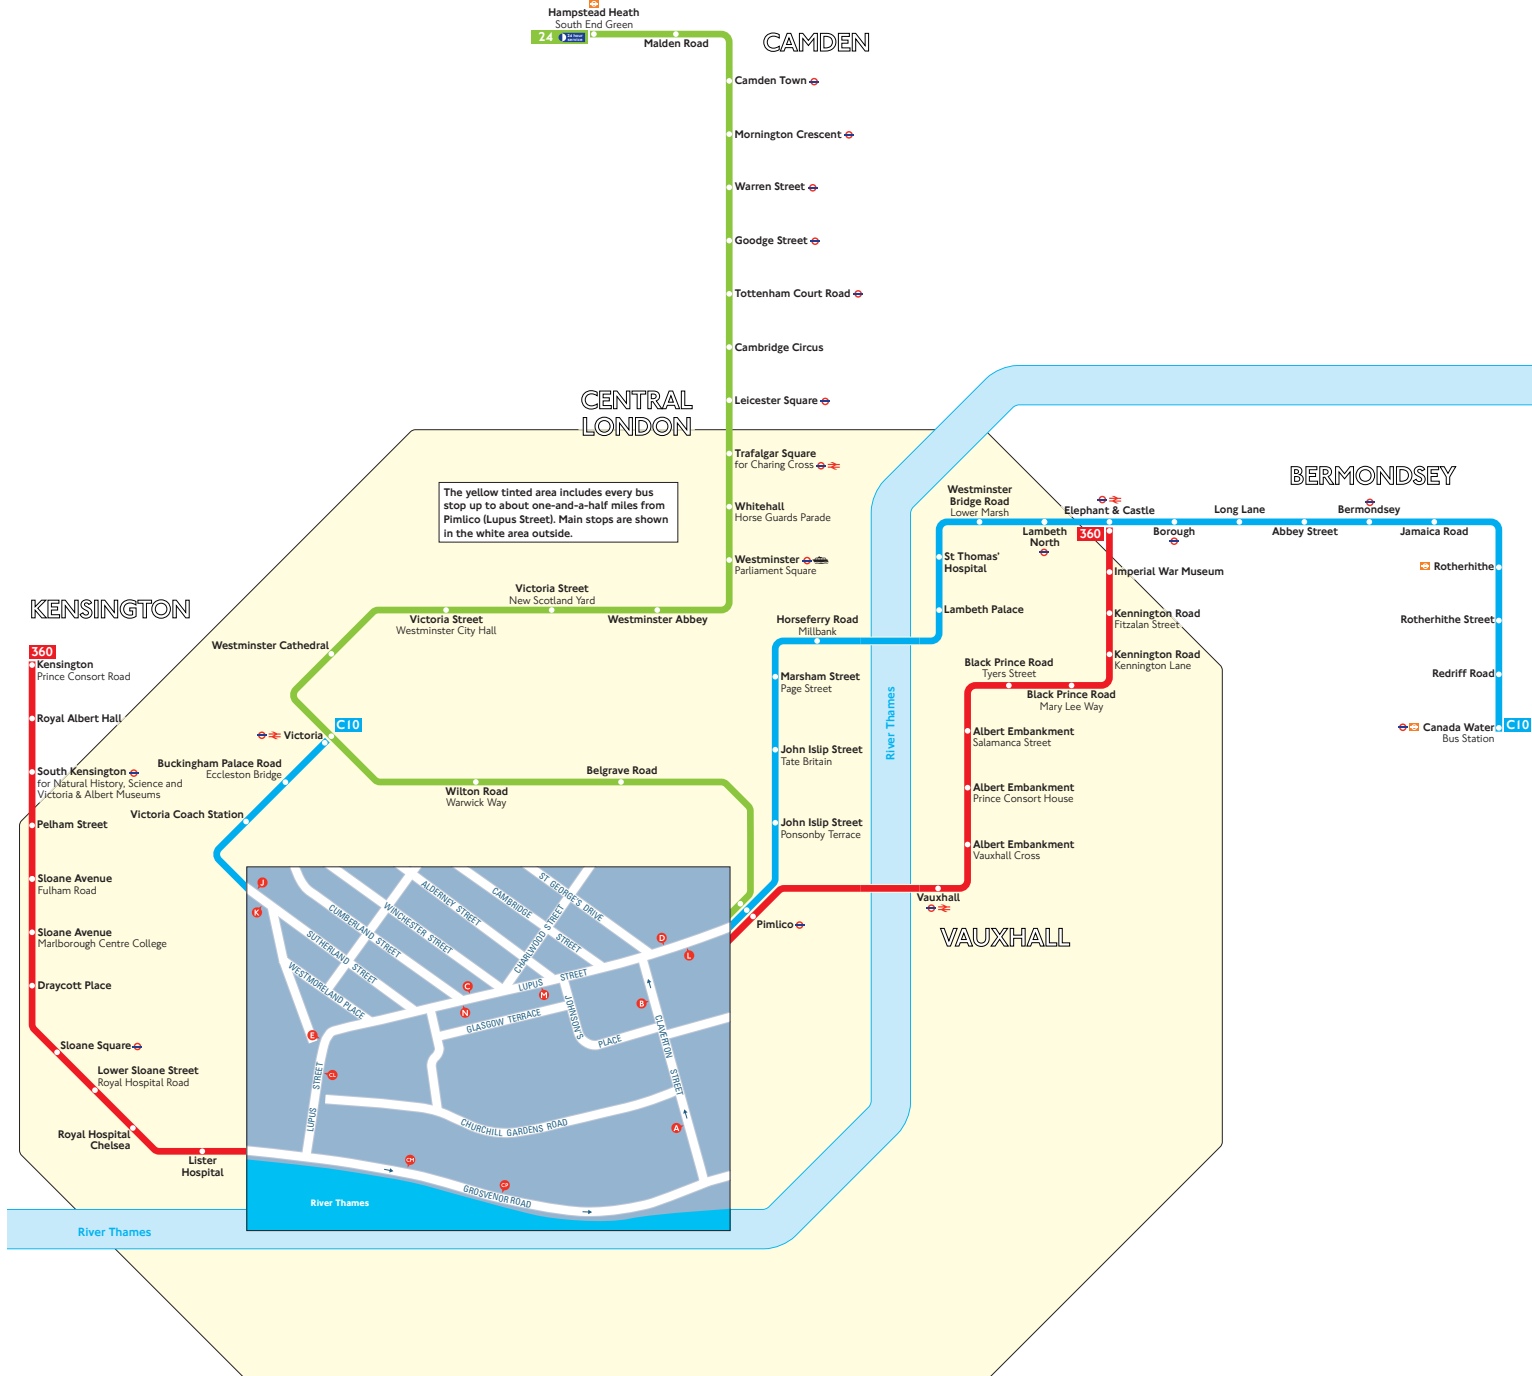 Hampstead Heath
South End Green
24
24 hour
service
Malden Road
CAMDEN
Camden Town
Mornington Crescent
Warren Street
Goodge Street
Tottenham Court Road
Cambridge Circus
CENTRAL
LONDON
Leicester Square
Trafalgar Square
for Charing Cross
The yellow tinted area includes every bus
stop up to about one-and-a-half miles from
Pimlico (Lupus Street). Main stops are shown
in the white area outside.
Whitehall
Horse Guards Parade
Westminster
Parliament Square
Victoria Street
New Scotland Yard
Victoria Street
Westminster City Hall
Westminster Abbey
Westminster Cathedral
C10
Victoria
Buckingham Palace Road
Eccleston Bridge
Victoria Coach Station
Wilton Road
Warwick Way
Belgrave Road
KENSINGTON
360
Kensington
Prince Consort Road
Royal Albert Hall
South Kensington
for Natural History, Science and
Victoria & Albert Museums
Pelham Street
Sloane Avenue
Fulham Road
Sloane Avenue
Marlborough Centre College
Draycott Place
Sloane Square
Lower Sloane Street
Royal Hospital Road
Royal Hospital
Chelsea
Lister
Hospital
River Thames
Horseferry Road
Millbank
Marsham Street
Page Street
John Islip Street
Tate Britain
John Islip Street
Ponsonby Terrace
Pimlico
River Thames
Westminster
Bridge Road
Lower Marsh
St Thomas'
Hospital
Lambeth Palace
Lambeth
North
Elephant & Castle
360
Borough
Long Lane
Abbey Street
BERMONDSEY
Bermondsey
Jamaica Road
Rotherhithe
Rotherhithe Street
Redriff Road
Canada Water
Bus Station
C10
Imperial War Museum
Kennington Road
Fitzalan Street
Kennington Road
Kennington Lane
Black Prince Road
Tyers Street
Black Prince Road
Mary Lee Way
Albert Embankment
Salamanca Street
Albert Embankment
Prince Consort House
Albert Embankment
Vauxhall Cross
Vauxhall
VAUXHALL
J
K
E
CL
CM
CP
C
N
M
D
L
B
A
ALDERNEY STREET
CAMBRIDGE STREET
ST GEORGE'S DRIVE
CUMBERLAND STREET
WINCHESTER STREET
CHARLWOOD STREET
SUTHERLAND STREET
WESTMORELAND PLACE
LUPUS STREET
GLASGOW TERRACE
JOHNSON'S PLACE
CLAVERTON STREET
LUPUS STREET
CHURCHILL GARDENS ROAD
GROSVENOR ROAD
River Thames